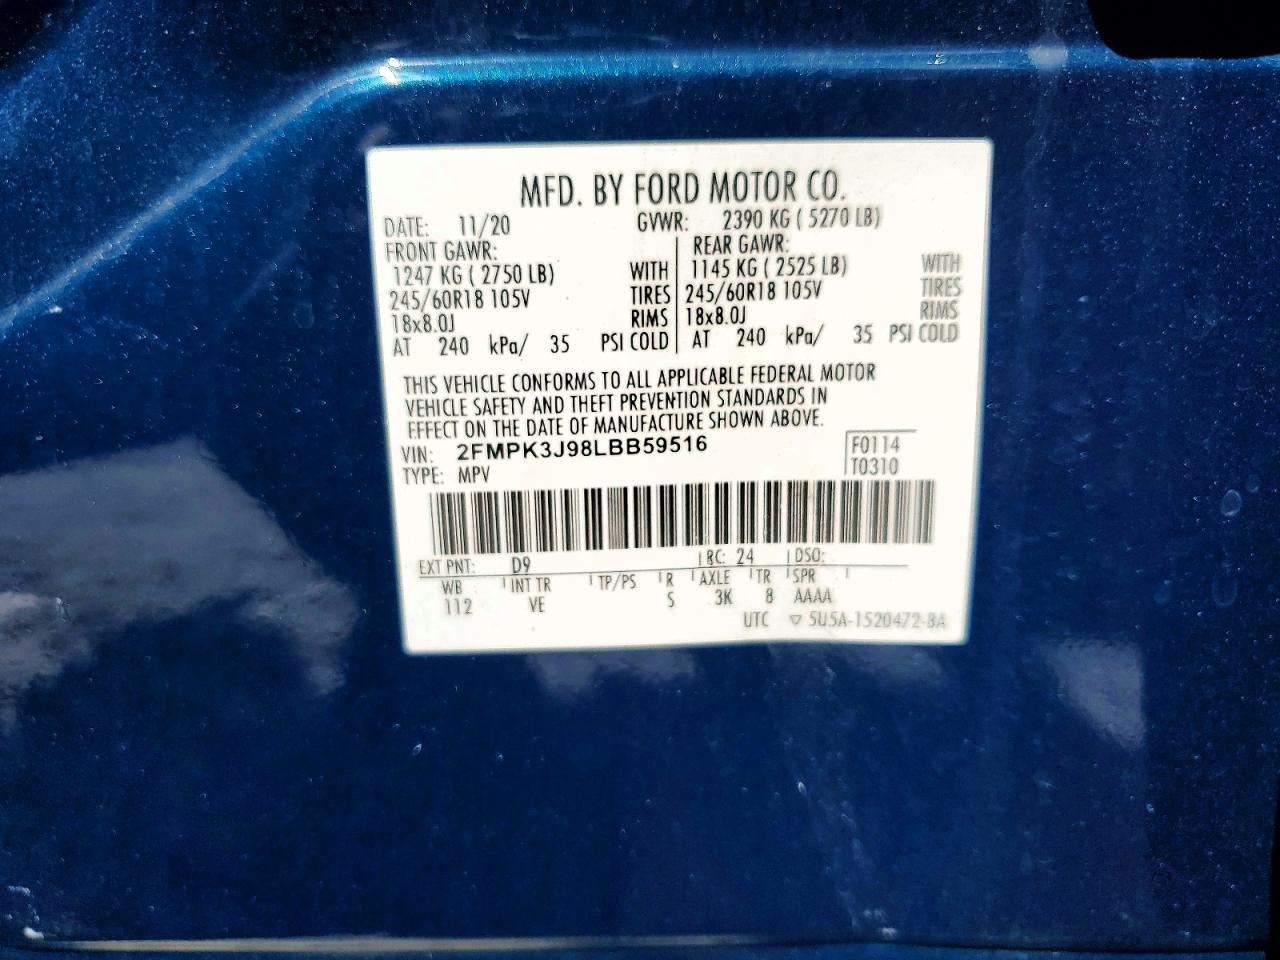 MFD. BY FORD MOTOR CO.
DATE: 11/20 GVWR: 2390 KG ( 5270 LB)
FRONT GAWR: REAR GAWR:
1247 KG ( 2750 LB) WITH 1145 KG ( 2525 LB) WITH
245/60R18 105V TIRES 245/60R18 105V TIRES
18x8.0J RIMS 18x8.0J RIMS
AT 240 kPa/ 35 PSI COLD AT 240 kPa/ 35 PSI COLD
THIS VEHICLE CONFORMS TO ALL APPLICABLE FEDERAL MOTOR
VEHICLE SAFETY AND THEFT PREVENTION STANDARDS IN
EFFECT ON THE DATE OF MANUFACTURE SHOWN ABOVE.
VIN: 2FMPK3J98LBB59516 F0114
TYPE: MPV T0310
EXT PNT: D9 RC: 24 DSO:
WB INT TR TP/PS R AXLE TR SPR
112 VE S 3K 8 AAAA
UTC ▽ 5U5A-1520472-BA